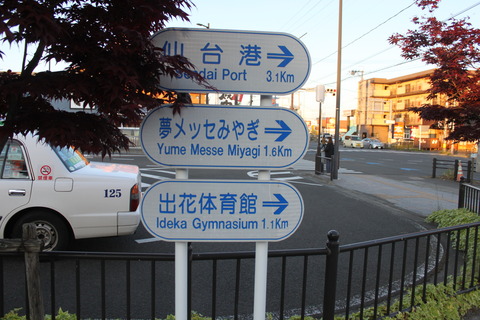 仙台港 →
Sendai Port 3.1Km
夢メッセみやぎ →
Yume Messe Miyagi 1.6Km
出花体育館 →
Ideka Gymnasium 1.1Km
125